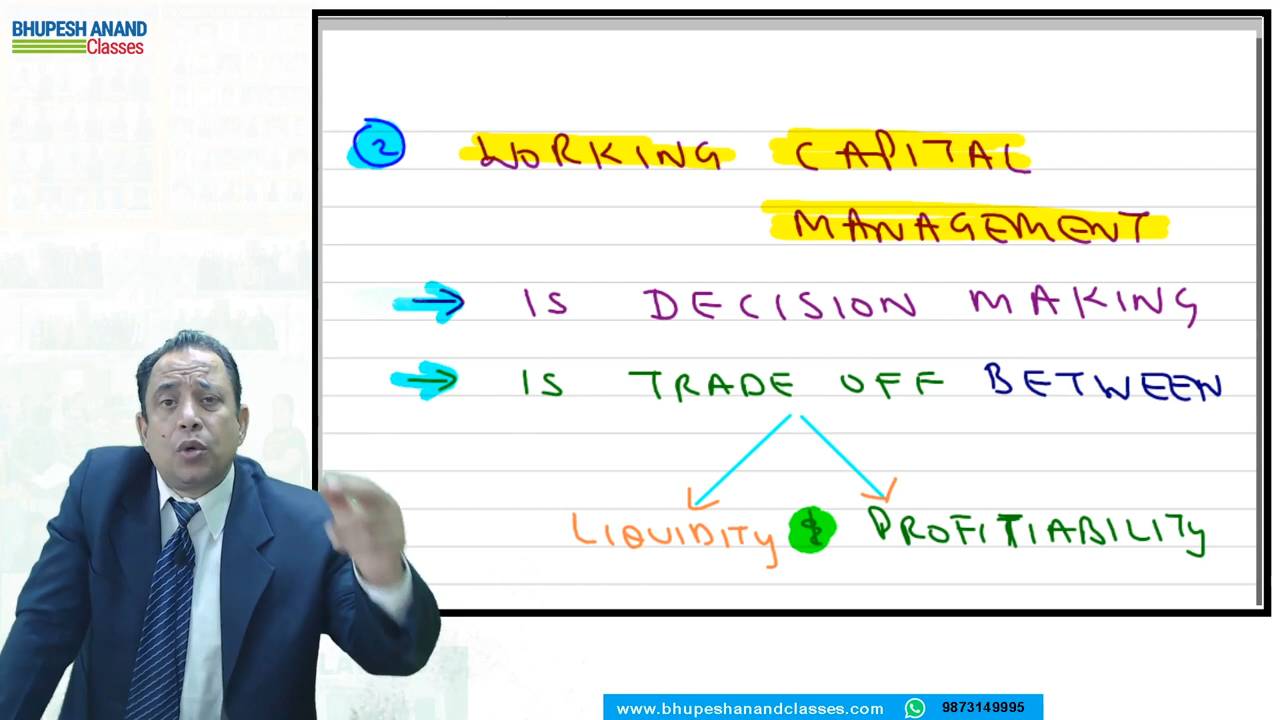 BHUPESH ANAND
Classes
2 WORKING CAPITAL
MANAGEMENT
→ IS DECISION MAKING
→ IS TRADE OFF BETWEEN
LIQUIDITY & PROFITIABILITY
www.bhupeshanandclasses.com 9873149995